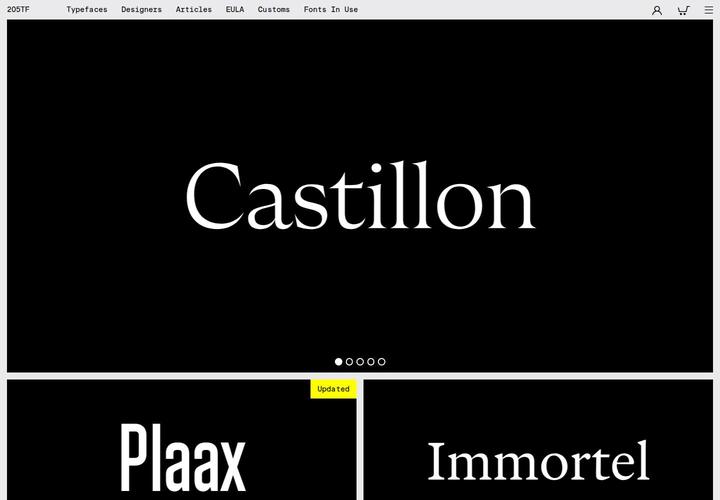 205TF Typefaces Designers Articles EULA Customs Fonts In Use
Castillon
Updated
Plaax
Immortel